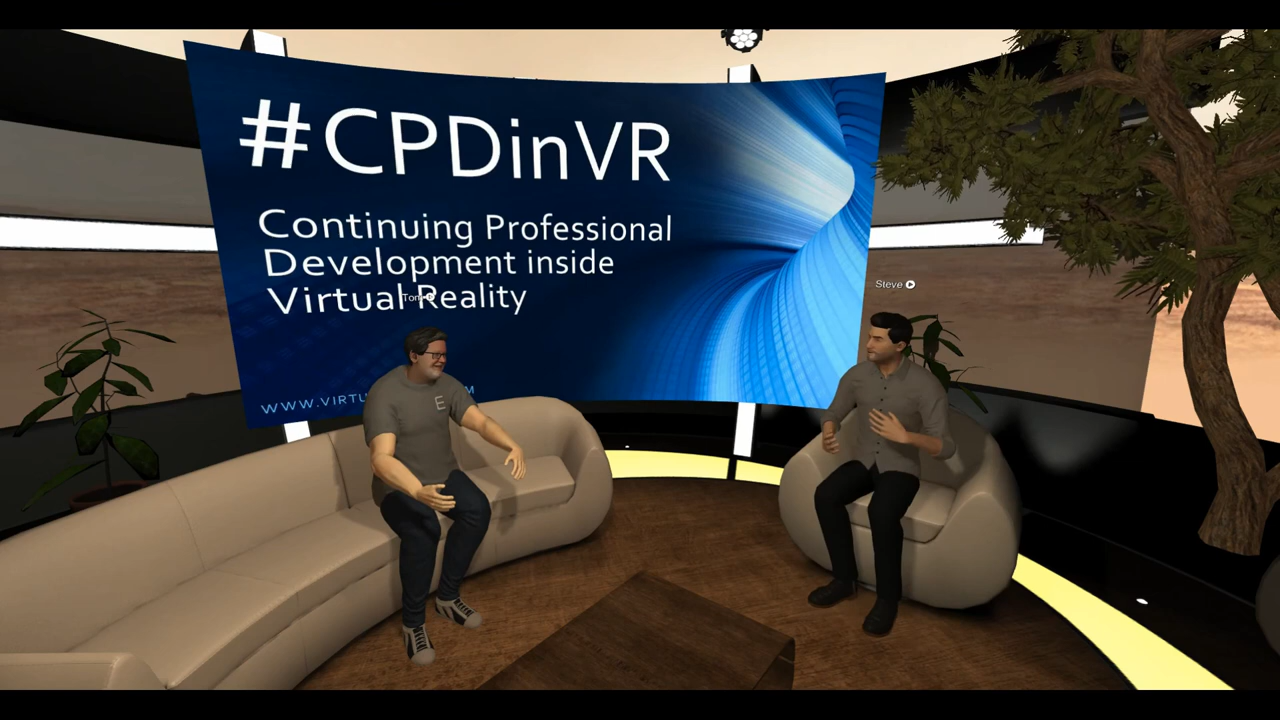 #CPDinVR
Continuing Professional
Development inside
Virtual Reality
Steve
E